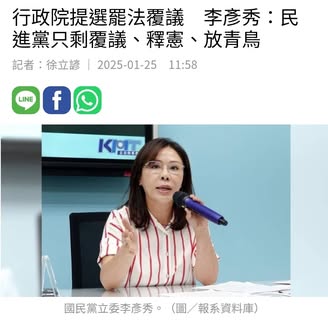 行政院提選罷法覆議　李彥秀：民
進黨只剩覆議、釋憲、放青鳥
記者：徐立諺 | 2025-01-25　11:58
LINE
KMT
國民黨立委李彥秀。（圖／報系資料庫）